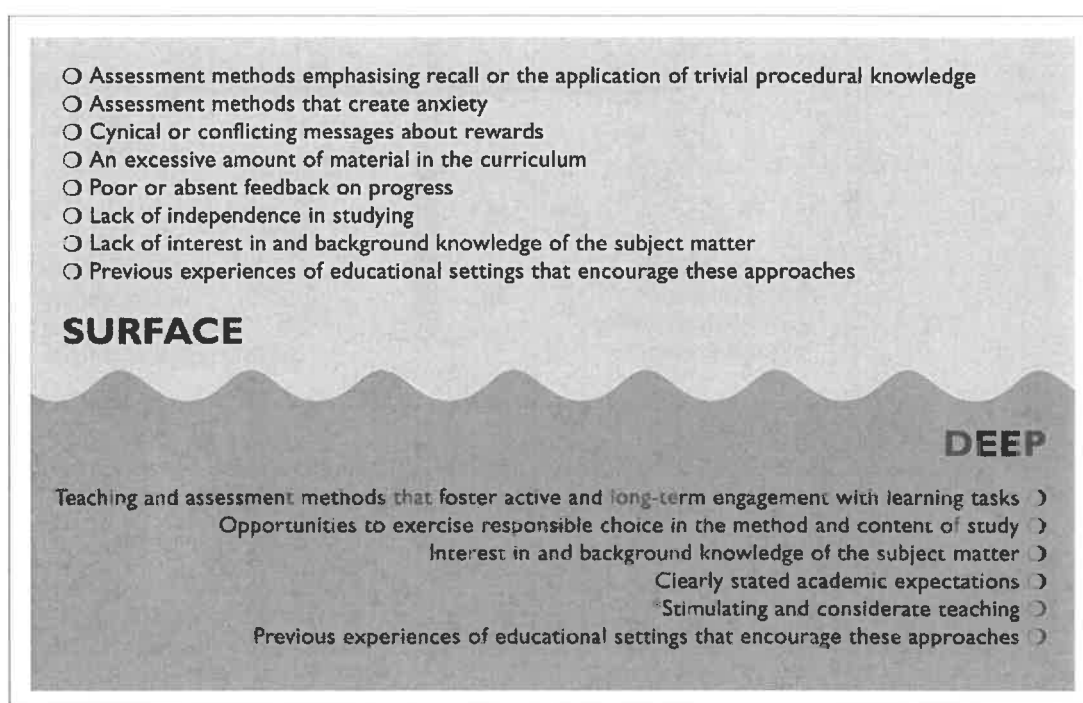 Assessment methods emphasising recall or the application of trivial procedural knowledge
Assessment methods that create anxiety
Cynical or conflicting messages about rewards
An excessive amount of material in the curriculum
Poor or absent feedback on progress
Lack of independence in studying
Lack of interest in and background knowledge of the subject matter
Previous experiences of educational settings that encourage these approaches
SURFACE
DEEP
Teaching and assessment methods that foster active and long-term engagement with learning tasks
Opportunities to exercise responsible choice in the method and content of study
Interest in and background knowledge of the subject matter
Clearly stated academic expectations
Stimulating and considerate teaching
Previous experiences of educational settings that encourage these approaches